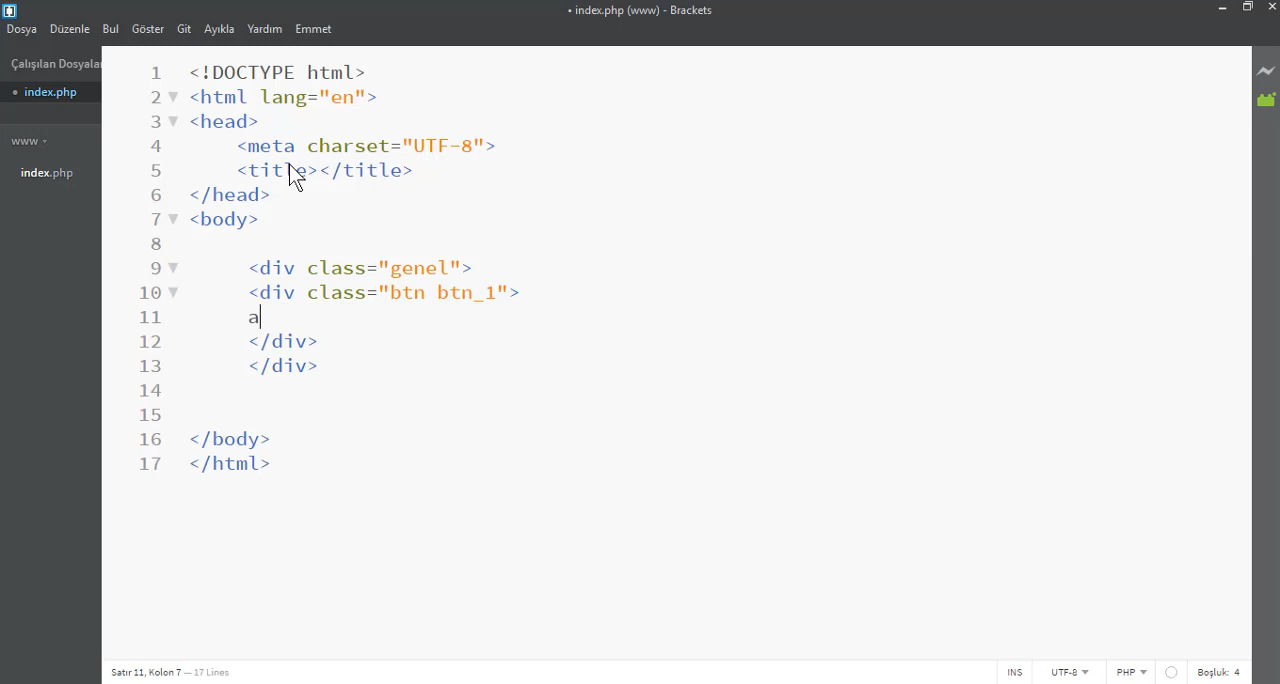 • index.php (www) - Brackets
Dosya Düzenle Bul Göster Git Ayıkla Yardım Emmet
Çalışılan Dosyalar
• index.php
www
index.php
1 <!DOCTYPE html>
2 <html lang="en">
3 <head>
4 <meta charset="UTF-8">
5 <title></title>
6 </head>
7 <body>
8
9 <div class="genel">
10 <div class="btn btn_1">
11 a
12 </div>
13 </div>
14
15
16 </body>
17 </html>
Satır 11, Kolon 7 — 17 Lines INS UTF-8 PHP Boşluk: 4